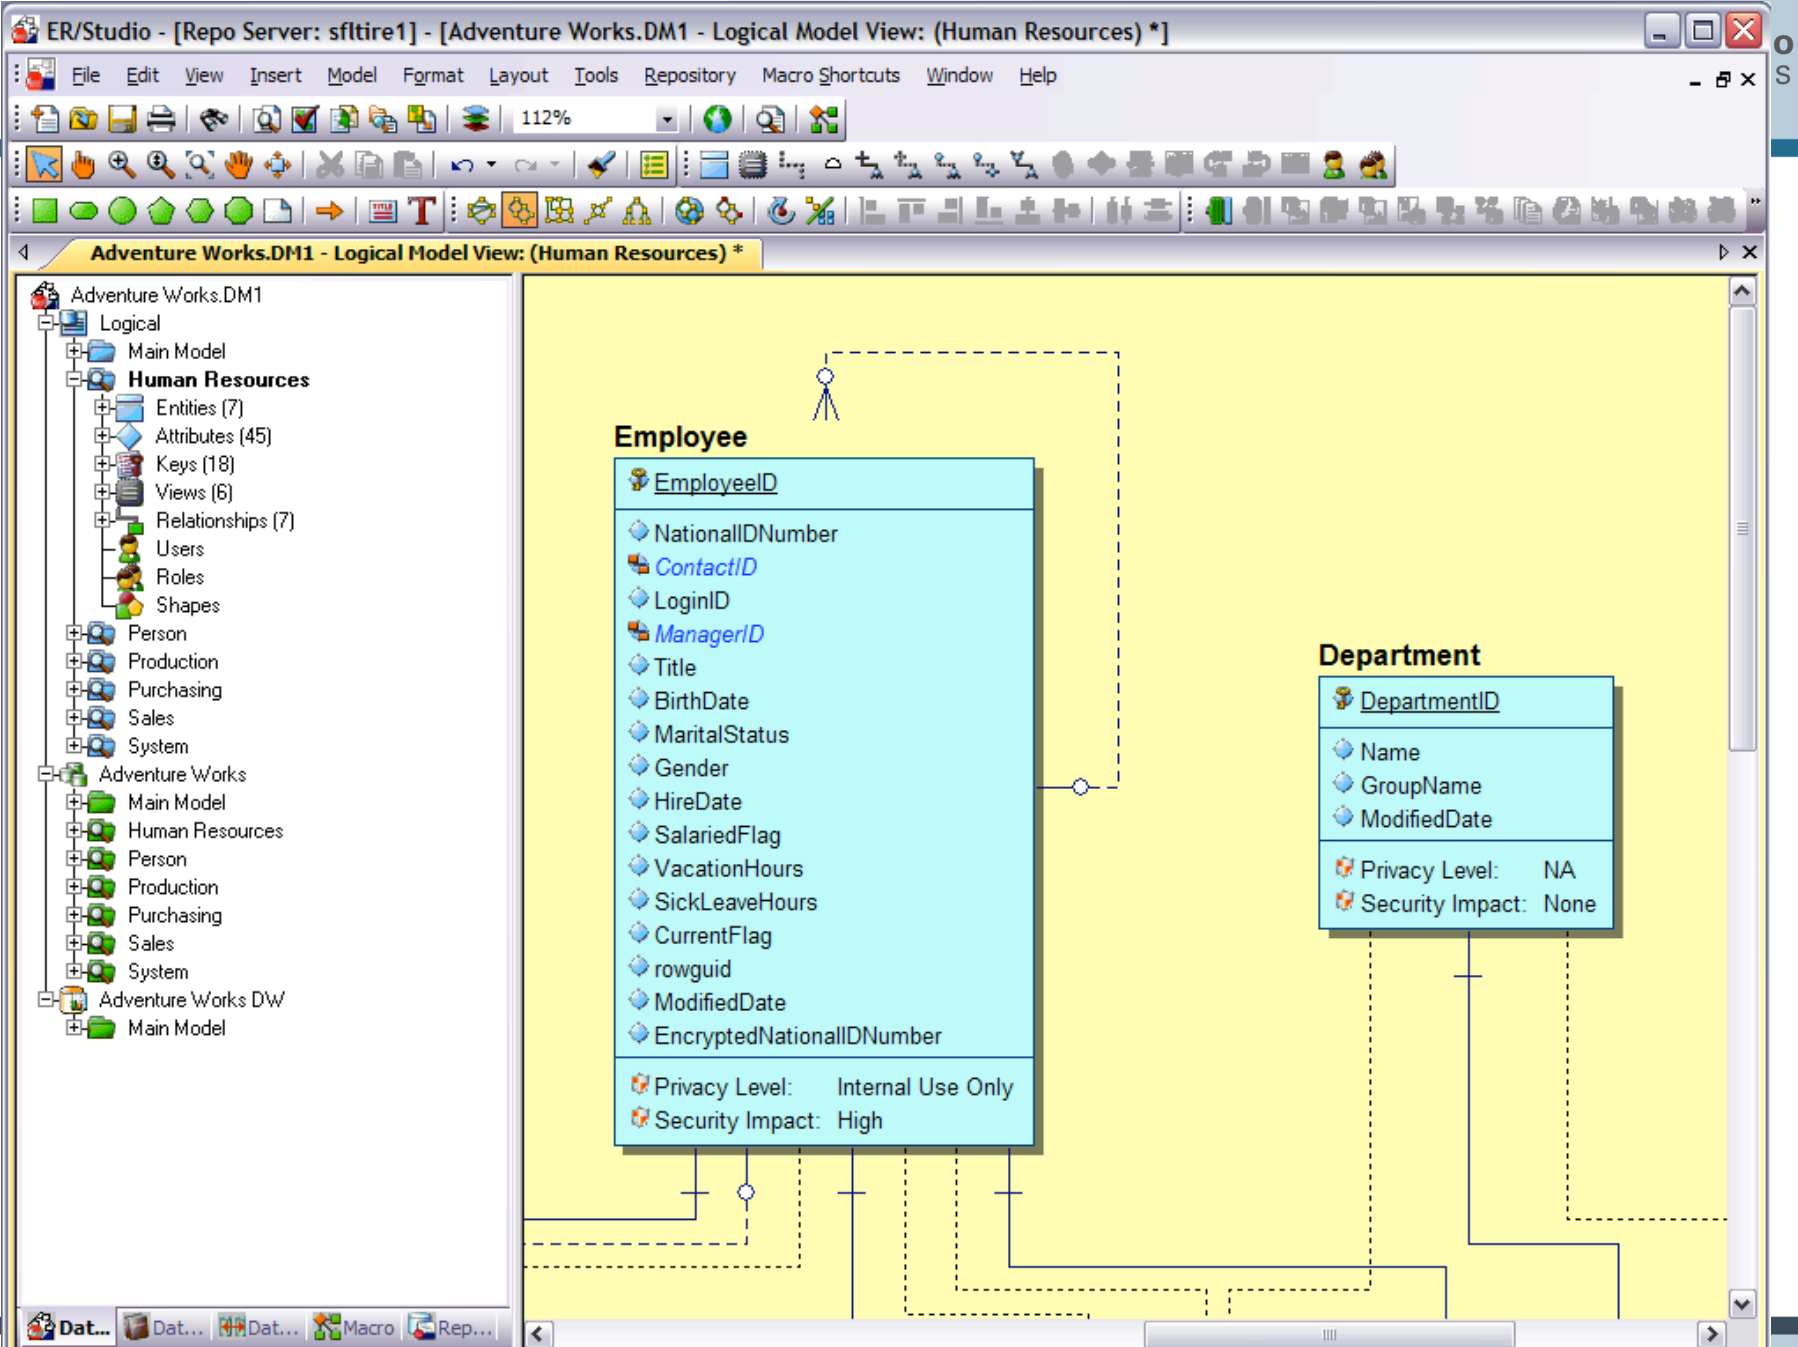 ER/Studio - [Repo Server: sfltire1] - [Adventure Works.DM1 - Logical Model View: (Human Resources) *]
o
File Edit View Insert Model Format Layout Tools Repository Macro Shortcuts Window Help
s
112%
TITLE T
Adventure Works.DM1 - Logical Model View: (Human Resources) *
Adventure Works.DM1
Logical
Main Model
Human Resources
Entities (7)
Attributes (45)
Keys (18)
Views (6)
Relationships (7)
Users
Roles
Shapes
Person
Production
Purchasing
Sales
System
Adventure Works
Main Model
Human Resources
Person
Production
Purchasing
Sales
System
Adventure Works DW
Main Model
Dat... Dat... Dat... Macro Rep...
Employee
EmployeeID
NationalIDNumber
ContactID
LoginID
ManagerID
Title
BirthDate
MaritalStatus
Gender
HireDate
SalariedFlag
VacationHours
SickLeaveHours
CurrentFlag
rowguid
ModifiedDate
EncryptedNationalIDNumber
Privacy Level: Internal Use Only
Security Impact: High
Department
DepartmentID
Name
GroupName
ModifiedDate
Privacy Level: NA
Security Impact: None